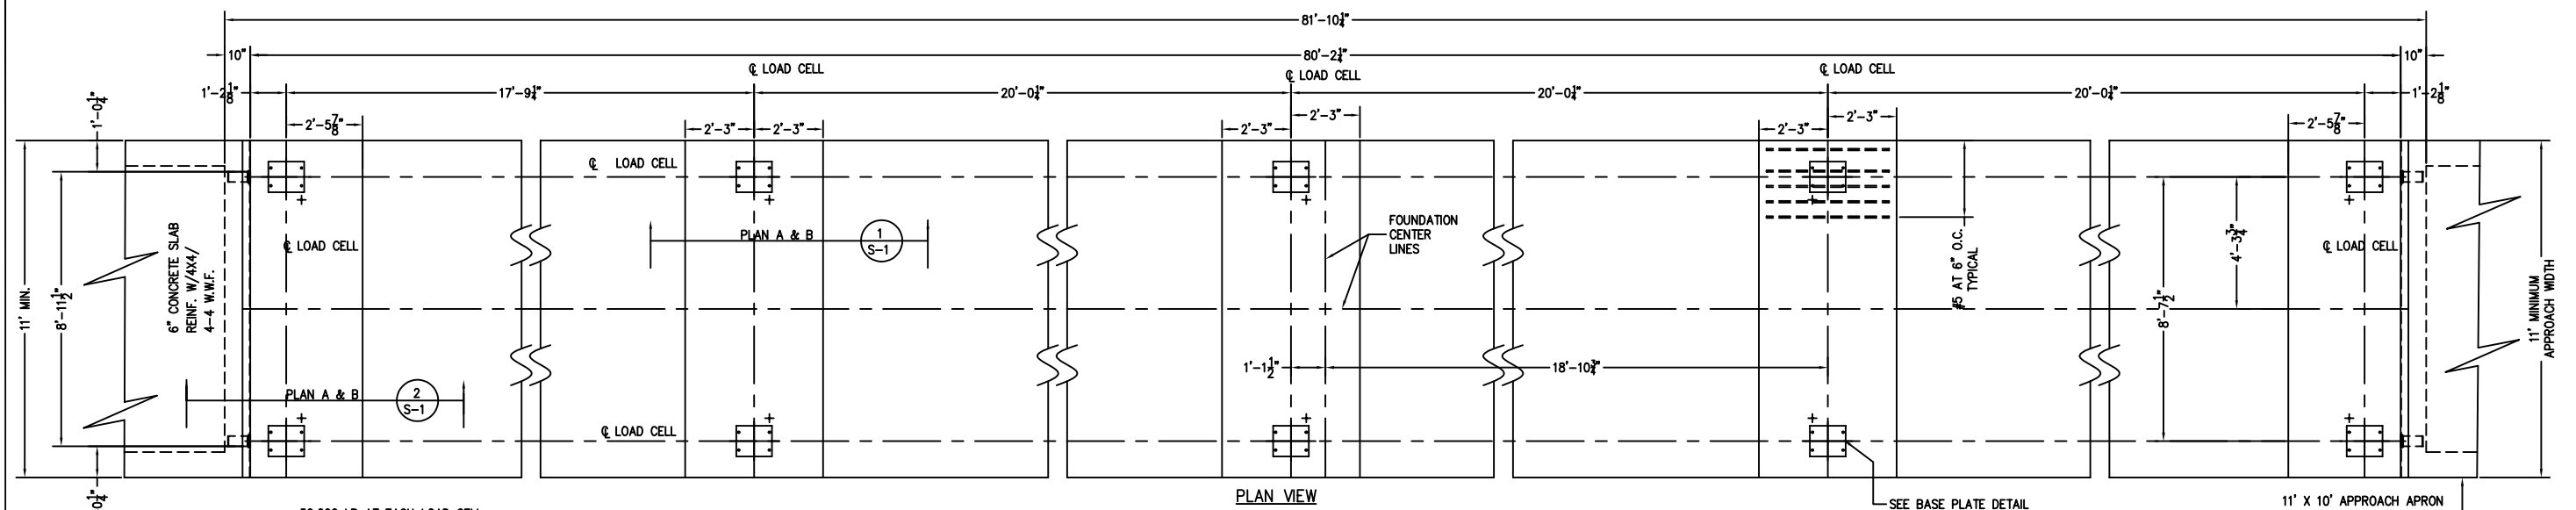 81'-10¼"
10"
80'-2¼"
10"
℄ LOAD CELL
℄ LOAD CELL
℄ LOAD CELL
1'-2⅛"
17'-9¼"
20'-0¼"
20'-0¼"
20'-0¼"
1'-2⅛"
1'-0¼"
2'-5⅞"
2'-3"
2'-3"
2'-3"
2'-3"
2'-3"
2'-3"
2'-5⅞"
℄ LOAD CELL
FOUNDATION
CENTER
LINES
PLAN A & B
1
S-1
℄ LOAD CELL
℄ LOAD CELL
6" CONCRETE SLAB
REINF. W/4X4/
4-4 W.W.F.
#5 AT 6" O.C.
TYPICAL
4'-3¾"
8'-7½"
11' MIN.
8'-11½"
11' MINIMUM
APPROACH WIDTH
1'-1½"
18'-10¾"
PLAN A & B
2
S-1
℄ LOAD CELL
0¼"
PLAN VIEW
SEE BASE PLATE DETAIL
11' X 10' APPROACH APRON